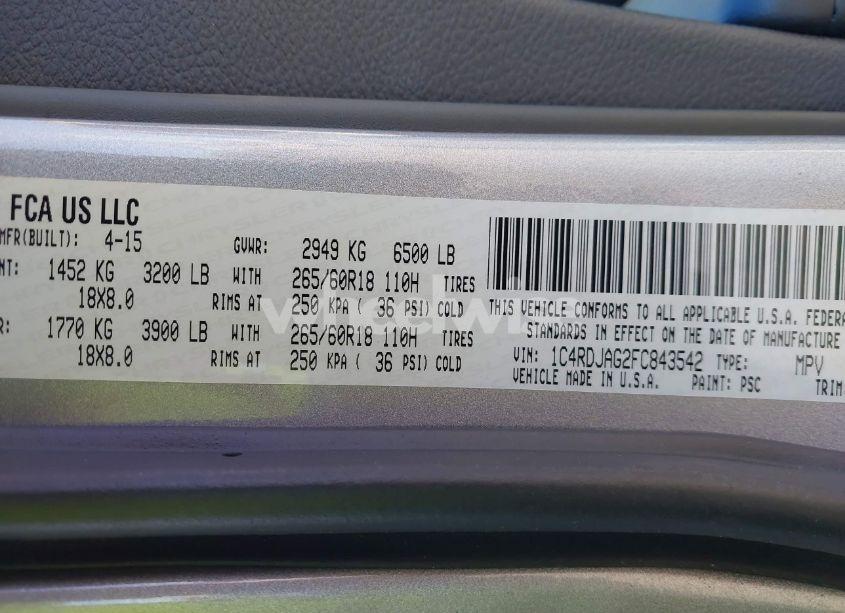 FCA US LLC
MFR(BUILT): 4-15 GVWR: 2949 KG 6500 LB
NT: 1452 KG 3200 LB WITH 265/60R18 110H TIRES
18X8.0 RIMS AT 250 KPA ( 36 PSI) COLD
R: 1770 KG 3900 LB WITH 265/60R18 110H TIRES
18X8.0 RIMS AT 250 KPA ( 36 PSI) COLD
THIS VEHICLE CONFORMS TO ALL APPLICABLE U.S.A. FEDERA
STANDARDS IN EFFECT ON THE DATE OF MANUFACTURE
VIN: 1C4RDJAG2FC843542 TYPE: MPV
VEHICLE MADE IN U.S.A. PAINT: PSC TRIM: